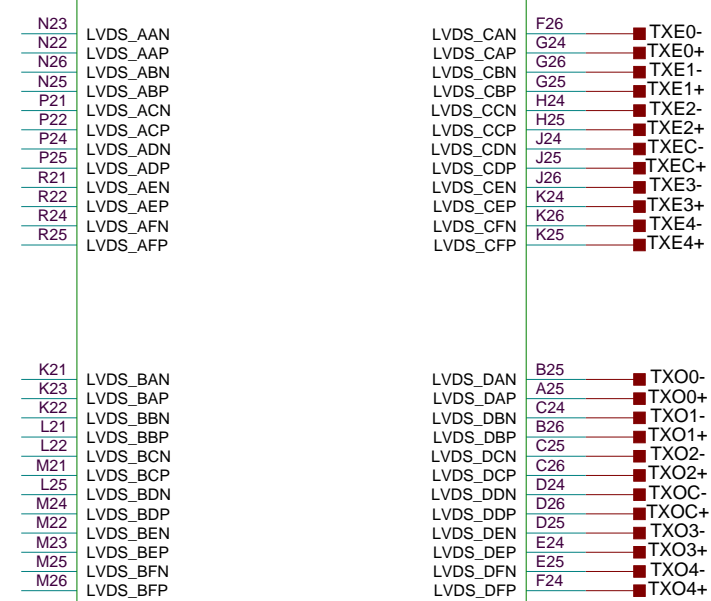 N23 LVDS_AAN LVDS_CAN F26 TXE0-
N22 LVDS_AAP LVDS_CAP G24 TXE0+
N26 LVDS_ABN LVDS_CBN G26 TXE1-
N25 LVDS_ABP LVDS_CBP G25 TXE1+
P21 LVDS_ACN LVDS_CCN H24 TXE2-
P22 LVDS_ACP LVDS_CCP H25 TXE2+
P24 LVDS_ADN LVDS_CDN J24 TXEC-
P25 LVDS_ADP LVDS_CDP J25 TXEC+
R21 LVDS_AEN LVDS_CEN J26 TXE3-
R22 LVDS_AEP LVDS_CEP K24 TXE3+
R24 LVDS_AFN LVDS_CFN K26 TXE4-
R25 LVDS_AFP LVDS_CFP K25 TXE4+
K21 LVDS_BAN LVDS_DAN B25 TXO0-
K23 LVDS_BAP LVDS_DAP A25 TXO0+
K22 LVDS_BBN LVDS_DBN C24 TXO1-
L21 LVDS_BBP LVDS_DBP B26 TXO1+
L22 LVDS_BCN LVDS_DCN C25 TXO2-
M21 LVDS_BCP LVDS_DCP C26 TXO2+
L25 LVDS_BDN LVDS_DDN D24 TXOC-
M24 LVDS_BDP LVDS_DDP D26 TXOC+
M22 LVDS_BEN LVDS_DEN D25 TXO3-
M23 LVDS_BEP LVDS_DEP E24 TXO3+
M25 LVDS_BFN LVDS_DFN E25 TXO4-
M26 LVDS_BFP LVDS_DFP F24 TXO4+